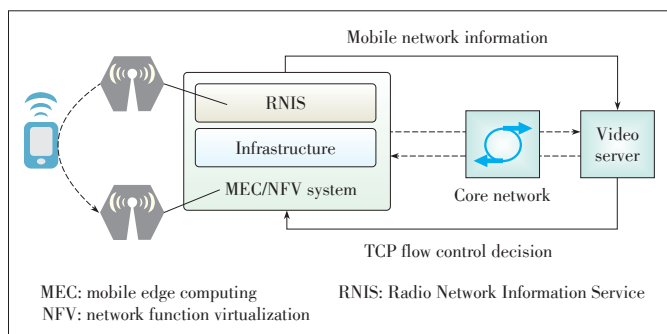 Mobile network information
RNIS
Infrastructure
MEC/NFV system
Core network
Video
server
TCP flow control decision
MEC: mobile edge computing
RNIS: Radio Network Information Service
NFV: network function virtualization